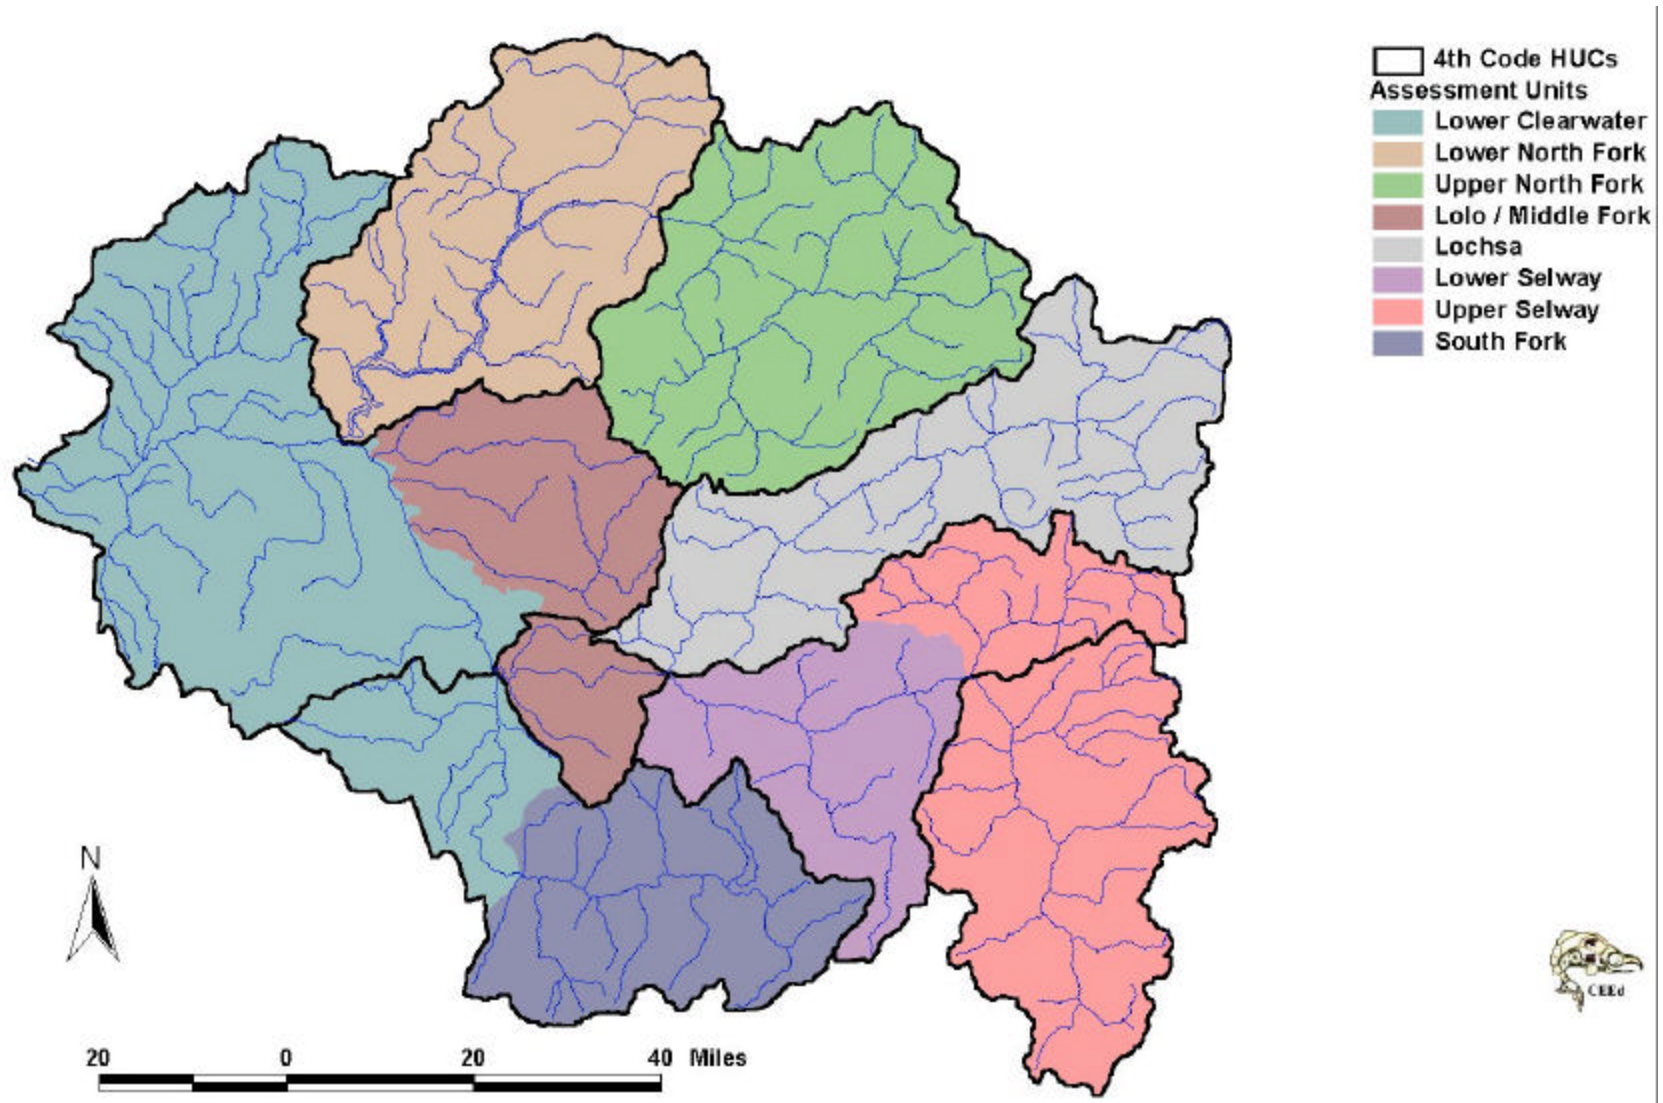 4th Code HUCs
Assessment Units
Lower Clearwater
Lower North Fork
Upper North Fork
Lolo / Middle Fork
Lochsa
Lower Selway
Upper Selway
South Fork
N
CEEd
20 0 20 40 Miles